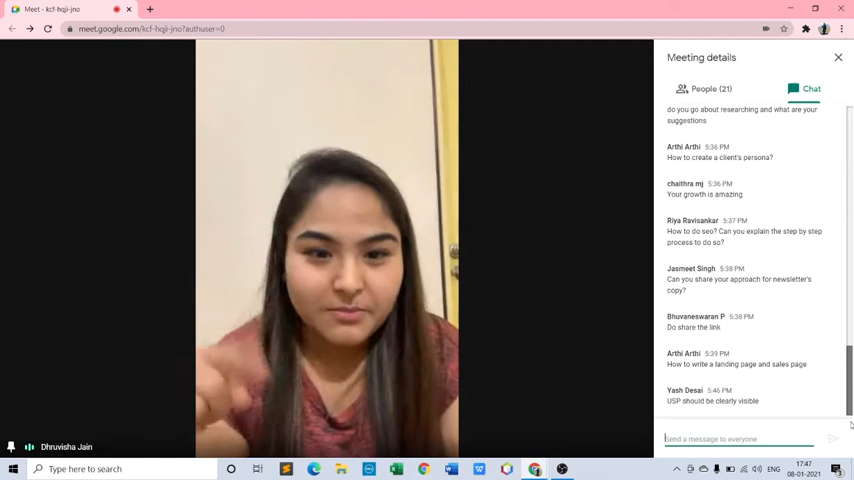 Meet - kcf-hqji-jno
meet.google.com/kcf-hqji-jno?authuser=0
Meeting details
People (21)
Chat
do you go about researching and what are your
suggestions
Arthi Arthi 5:36 PM
How to create a client's persona?
chaithra mj 5:36 PM
Your growth is amazing
Riya Ravisankar 5:37 PM
How to do seo? Can you explain the step by step
process to do so?
Jasmeet Singh 5:38 PM
Can you share your approach for newsletter's
copy?
Bhuvaneswaran P 5:38 PM
Do share the link
Arthi Arthi 5:39 PM
How to write a landing page and sales page
Yash Desai 5:46 PM
USP should be clearly visible
Send a message to everyone
Dhruvisha Jain
Type here to search
ENG
17:47
08-01-2021